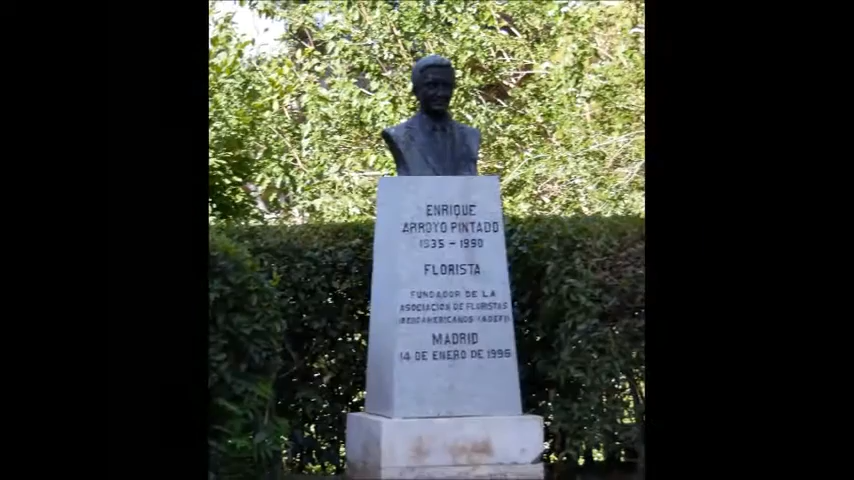 ENRIQUE
ARROYO PINTADO
1935 - 1990
FLORISTA
FUNDADOR DE LA
ASOCIACION DE FLORISTAS
IBEROAMERICANOS (ADEFI)
MADRID
14 DE ENERO DE 1996